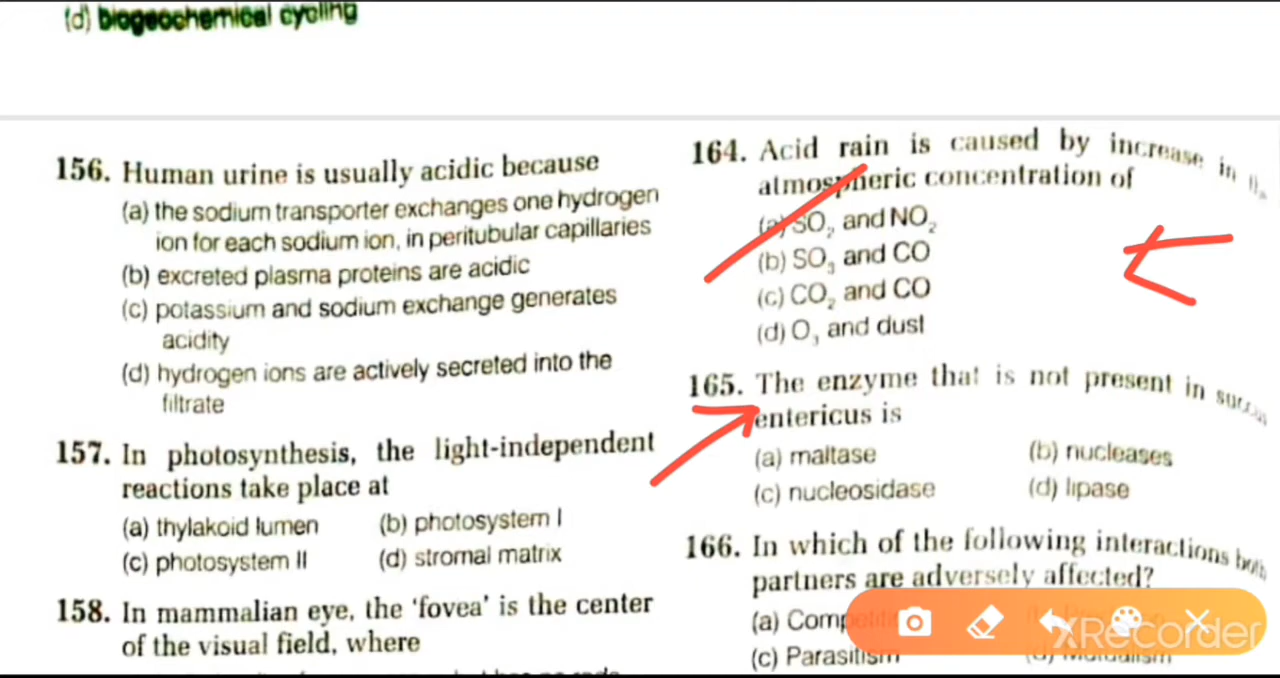 (d) biogeochemical cycling
156. Human urine is usually acidic because
(a) the sodium transporter exchanges one hydrogen
ion for each sodium ion, in peritubular capillaries
(b) excreted plasma proteins are acidic
(c) potassium and sodium exchange generates
acidity
(d) hydrogen ions are actively secreted into the
filtrate
157. In photosynthesis, the light-independent
reactions take place at
(a) thylakoid lumen (b) photosystem I
(c) photosystem II (d) stromal matrix
158. In mammalian eye, the ‘fovea’ is the center
of the visual field, where
164. Acid rain is caused by increase in
atmospheric concentration of
(a) SO₂ and NO₂
(b) SO₃ and CO
(c) CO₂ and CO
(d) O₃ and dust
165. The enzyme that is not present in
entericus is
(a) maltase (b) nucleases
(c) nucleosidase (d) lipase
166. In which of the following interactions both
partners are adversely affected?
(a)
(c) Parasitism (d) Mutualism
XRecorder